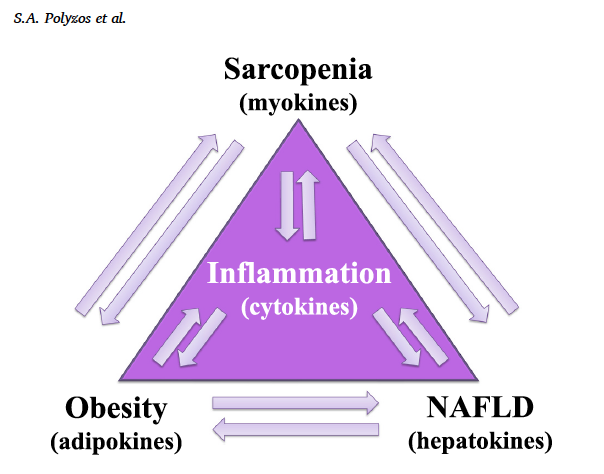 S.A. Polyzos et al.
Sarcopenia
(myokines)
Inflammation
(cytokines)
Obesity
(adipokines)
NAFLD
(hepatokines)